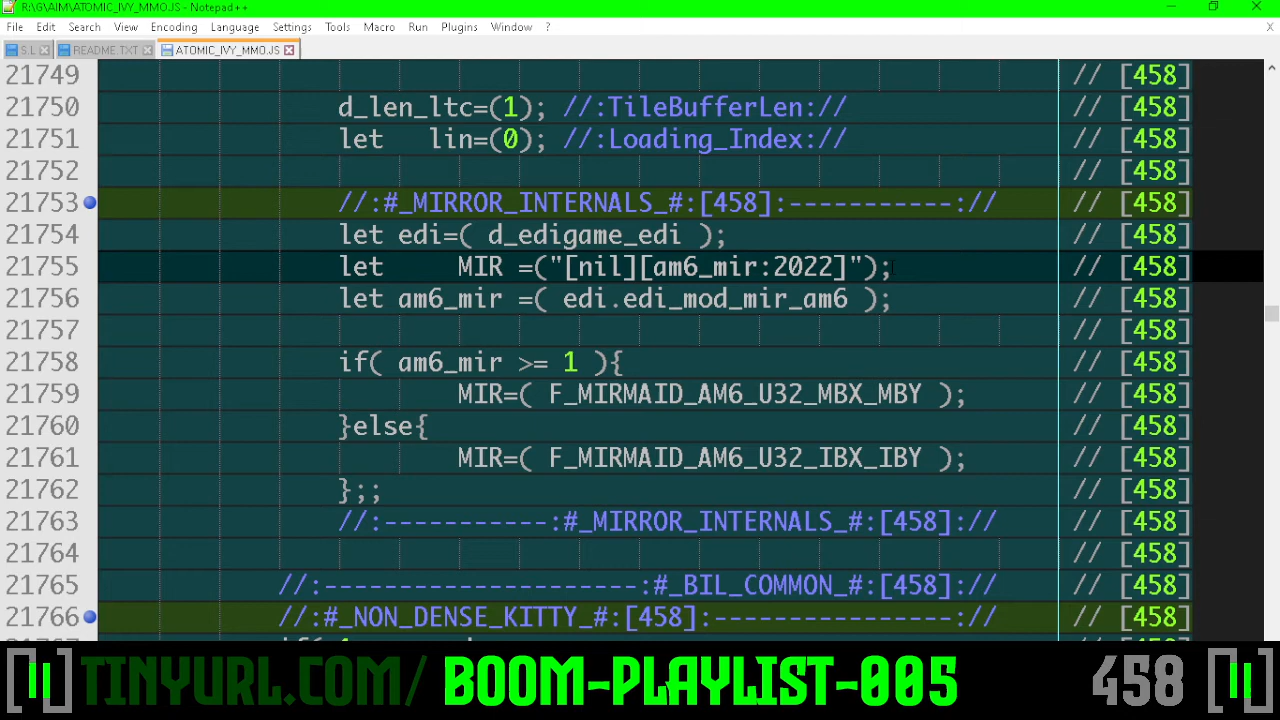 R:\G\AIM\ATOMIC_IVY_MMO.JS - Notepad++
File Edit Search View Encoding Language Settings Tools Macro Run Plugins Window ? X
S.L README.TXT ATOMIC_IVY_MMO.JS
21749 // [458]
21750 d_len_ltc=(1); //:TileBufferLen:// // [458]
21751 let lin=(0); //:Loading_Index:// // [458]
21752 // [458]
21753 //:#_MIRROR_INTERNALS_#:[458]:-----------:// // [458]
21754 let edi=( d_edigame_edi ); // [458]
21755 let MIR =("[nil][am6_mir:2022]"); // [458]
21756 let am6_mir =( edi.edi_mod_mir_am6 ); // [458]
21757 // [458]
21758 if( am6_mir >= 1 ){ // [458]
21759 MIR=( F_MIRMAID_AM6_U32_MBX_MBY ); // [458]
21760 }else{ // [458]
21761 MIR=( F_MIRMAID_AM6_U32_IBX_IBY ); // [458]
21762 };; // [458]
21763 //:-----------:#_MIRROR_INTERNALS_#:[458]:// // [458]
21764 // [458]
21765 //:---------------------:#_BIL_COMMON_#:[458]:// // [458]
21766 //:#_NON_DENSE_KITTY_#:[458]:----------------:// // [458]
[||] TINYURL.COM/ BOOM-PLAYLIST-005 458 [||]